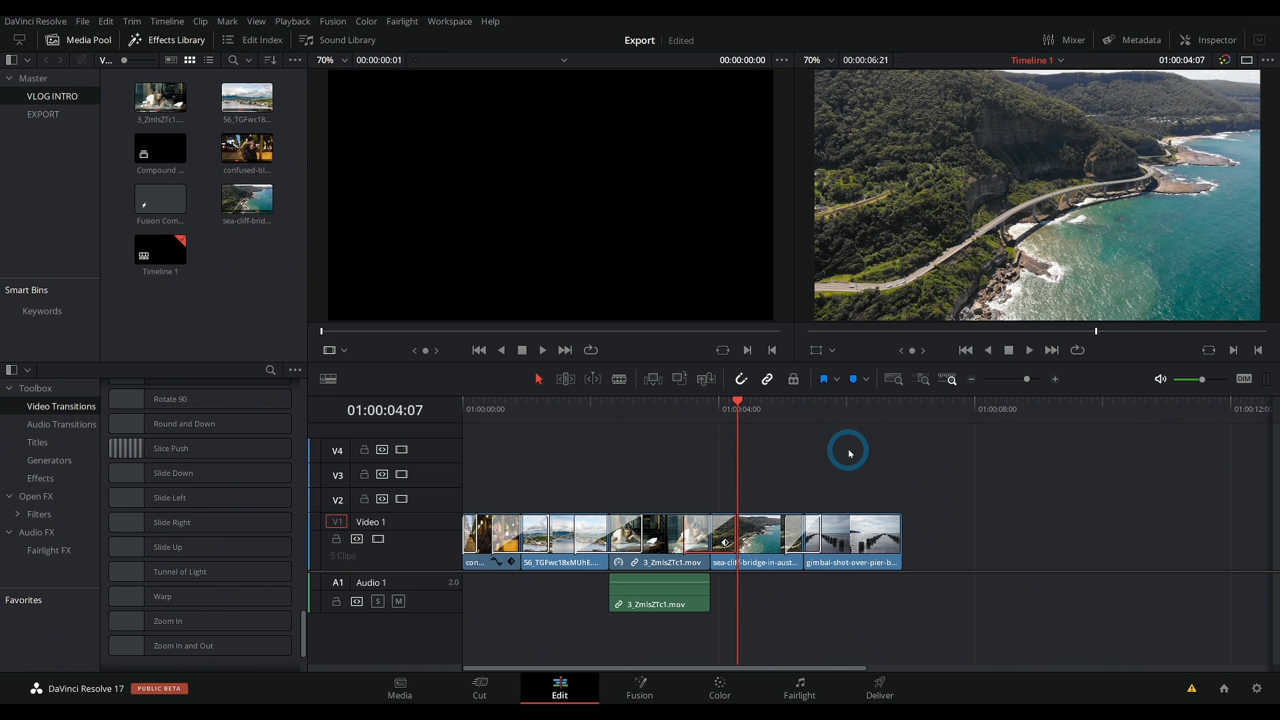 DaVinci Resolve File Edit Trim Timeline Clip Mark View Playback Fusion Color Fairlight Workspace Help
Media Pool Effects Library Edit Index Sound Library Export Edited Mixer Metadata Inspector
V... 70% 00:00:00:01 00:00:00:00 70% 00:00:06:21 Timeline 1 01:00:04:07
Master
VLOG INTRO
EXPORT
3_ZmlsZTc1.... 56_TGFwc18...
Compound ... confused-bl...
Fusion Com... sea-cliff-brid...
Timeline 1
Smart Bins
Keywords
Toolbox
Video Transitions
Audio Transitions
Titles
Generators
Effects
Open FX
Filters
Audio FX
Fairlight FX
Favorites
Rotate 90
Round and Down
Slice Push
Slide Down
Slide Left
Slide Right
Slide Up
Tunnel of Light
Warp
Zoom In
Zoom In and Out
DIM
01:00:04:07 01:00:00:00 01:00:04:00 01:00:08:00 01:00:12:0
V4
V3
V2
V1 Video 1
5 Clips
con... 56_TGFwc18xMUhE.... 3_ZmlsZTc1.mov sea-cliff-bridge-in-aust... gimbal-shot-over-pier-b...
A1 Audio 1 2.0
S M
3_ZmlsZTc1.mov
DaVinci Resolve 17 PUBLIC BETA
Media Cut Edit Fusion Color Fairlight Deliver